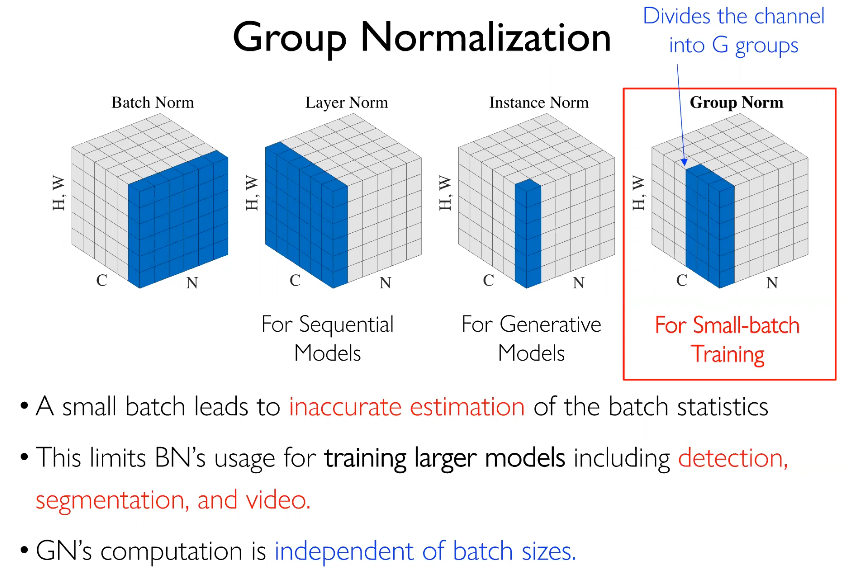 Group Normalization
Divides the channel
into G groups
Batch Norm
H, W
C
N
Layer Norm
H, W
C
N
For Sequential
Models
Instance Norm
H, W
C
N
For Generative
Models
Group Norm
H, W
C
N
For Small-batch
Training
• A small batch leads to inaccurate estimation of the batch statistics
• This limits BN's usage for training larger models including detection,
segmentation, and video.
• GN's computation is independent of batch sizes.